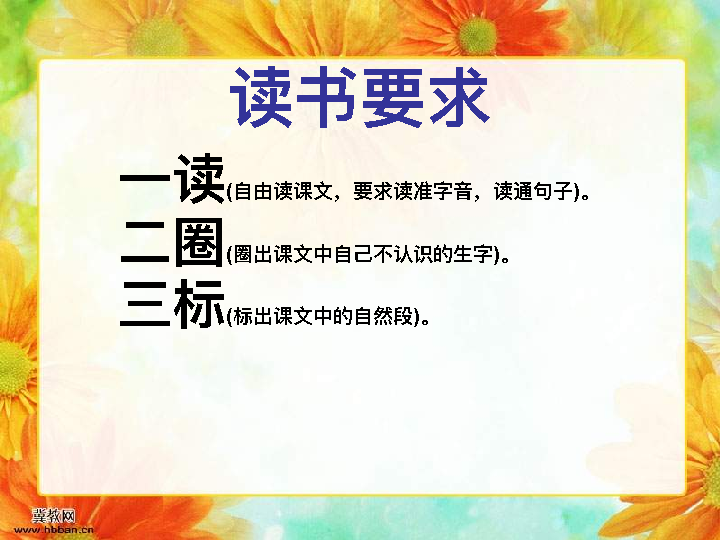 读书要求
一读(自由读课文，要求读准字音，读通句子)。
二圈(圈出课文中自己不认识的生字)。
三标(标出课文中的自然段)。
冀教网
www.hbban.cn